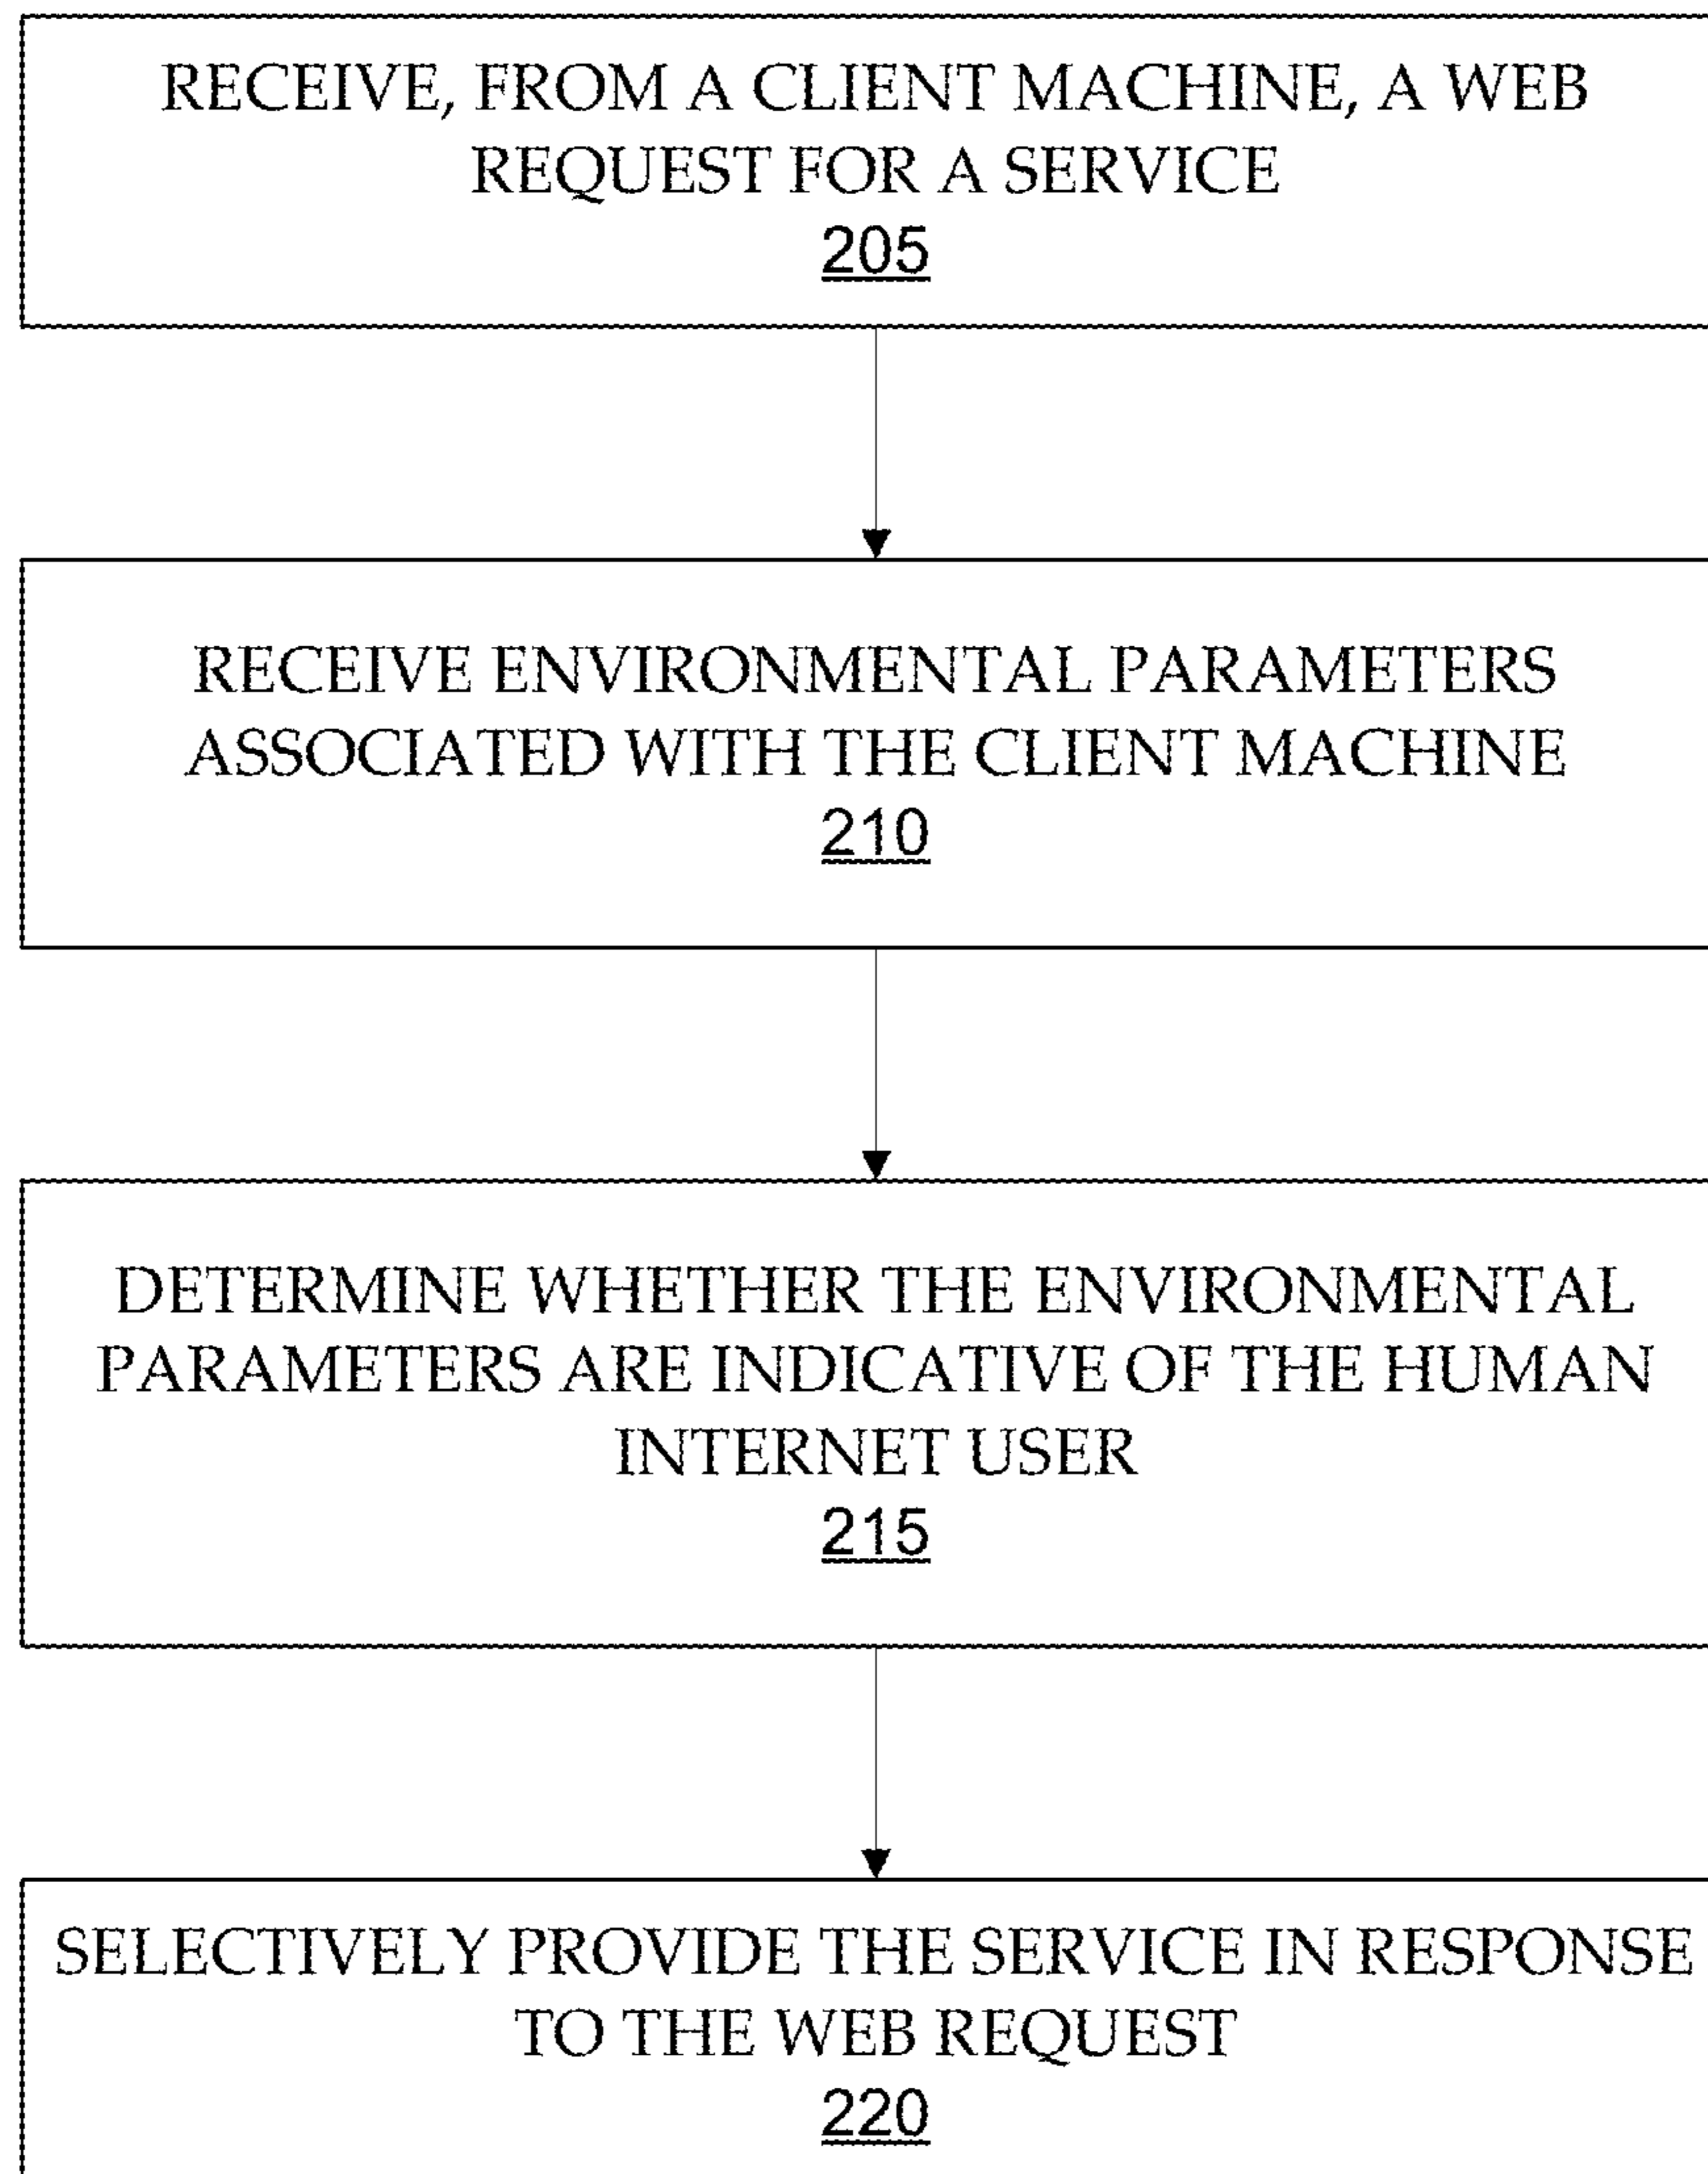 RECEIVE, FROM A CLIENT MACHINE, A WEB
REQUEST FOR A SERVICE
205
RECEIVE ENVIRONMENTAL PARAMETERS
ASSOCIATED WITH THE CLIENT MACHINE
210
DETERMINE WHETHER THE ENVIRONMENTAL
PARAMETERS ARE INDICATIVE OF THE HUMAN
INTERNET USER
215
SELECTIVELY PROVIDE THE SERVICE IN RESPONSE
TO THE WEB REQUEST
220